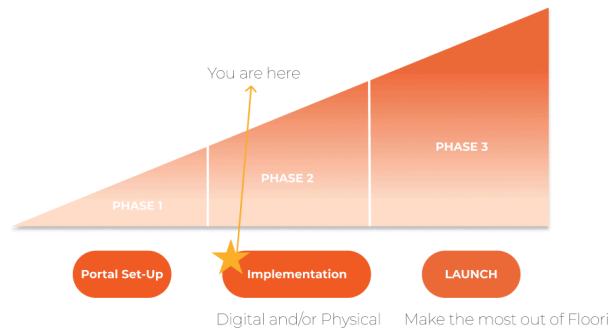 You are here
PHASE 3
PHASE 2
PHASE 1
Portal Set-Up
Implementation
LAUNCH
Digital and/or Physical
Make the most out of Floori